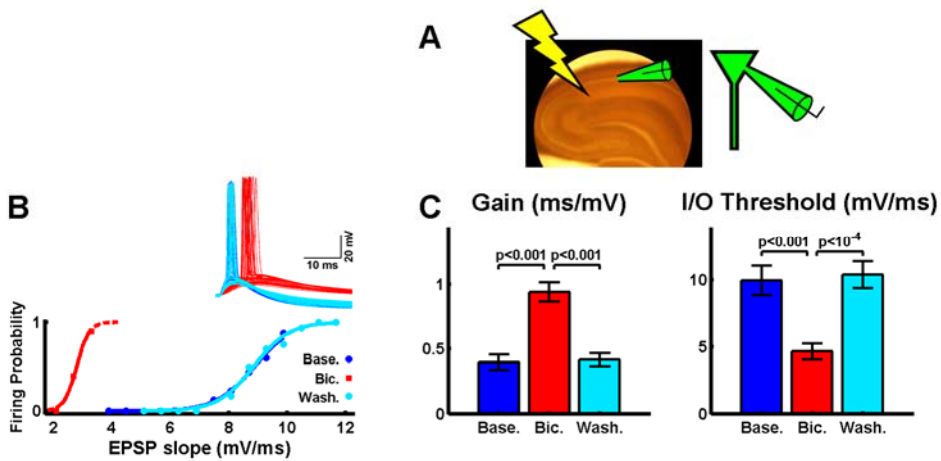 A
B
20 mV
10 ms
Firing Probability
1
0
Base.
Bic.
Wash.
2 4 6 8 10 12
EPSP slope (mV/ms)
C
Gain (ms/mV)
p<0.001 p<0.001
1
0.5
0
Base. Bic. Wash.
I/O Threshold (mV/ms)
p<0.001 p<10⁻⁴
10
5
0
Base. Bic. Wash.